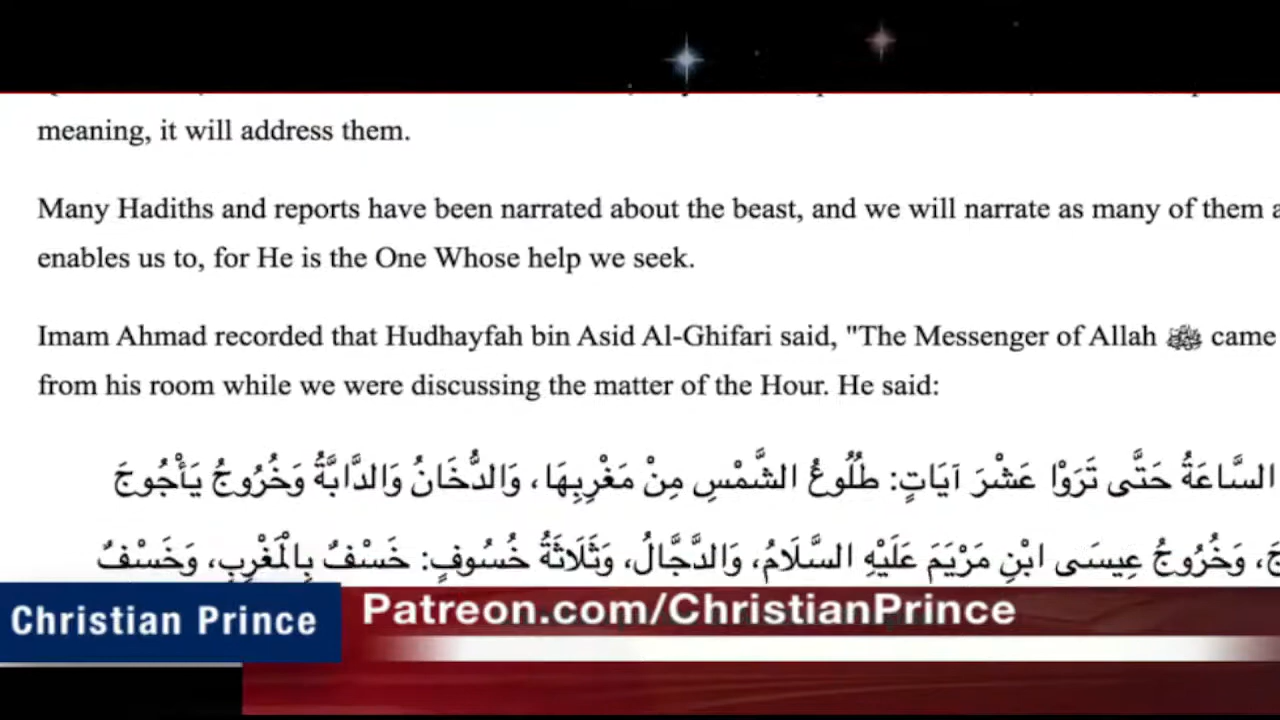 meaning, it will address them.
Many Hadiths and reports have been narrated about the beast, and we will narrate as many of them a
enables us to, for He is the One Whose help we seek.
Imam Ahmad recorded that Hudhayfah bin Asid Al-Ghifari said, "The Messenger of Allah ﷺ came
from his room while we were discussing the matter of the Hour. He said:
السَّاعَةُ حَتَّى تَرَوْا عَشْرَ آيَاتٍ: طُلُوعُ الشَّمْسِ مِنْ مَغْرِبِهَا، وَالدُّخَانُ وَالدَّابَّةُ وَخُرُوجُ يَأْجُوجَ
جَ، وَخُرُوجُ عِيسَى ابْنِ مَرْيَمَ عَلَيْهِ السَّلَامُ، وَالدَّجَّالُ، وَثَلَاثَةُ خُسُوفٍ: خَسْفٌ بِالْمَغْرِبِ، وَخَسْفٌ
Christian Prince
Patreon.com/ChristianPrince